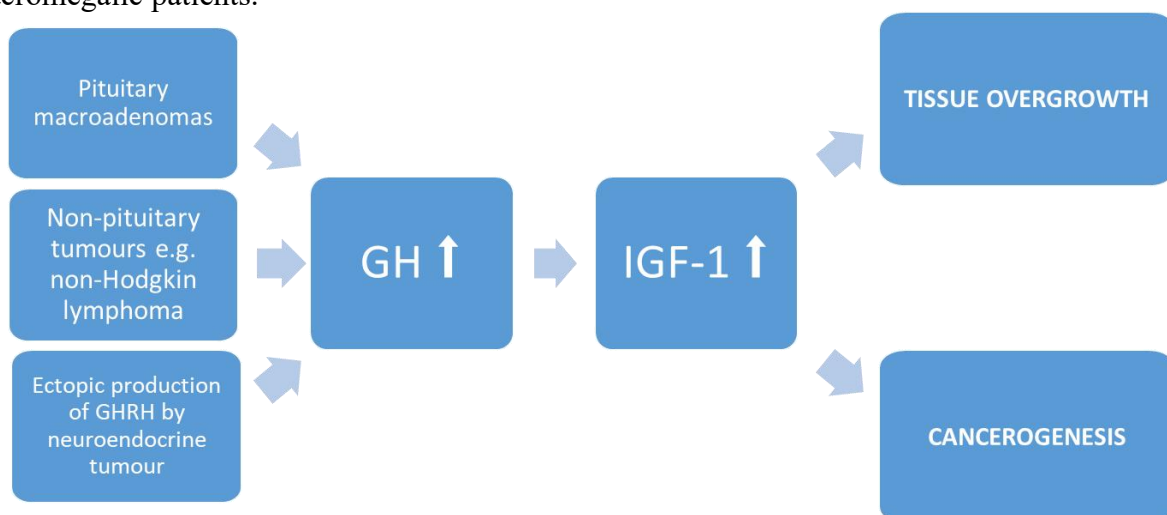 Pituitary
macroadenomas
Non-pituitary
tumours e.g.
non-Hodgkin
lymphoma
Ectopic production
of GHRH by
neuroendocrine
tumour
GH ↑
IGF-1 ↑
TISSUE OVERGROWTH
CANCEROGENESIS